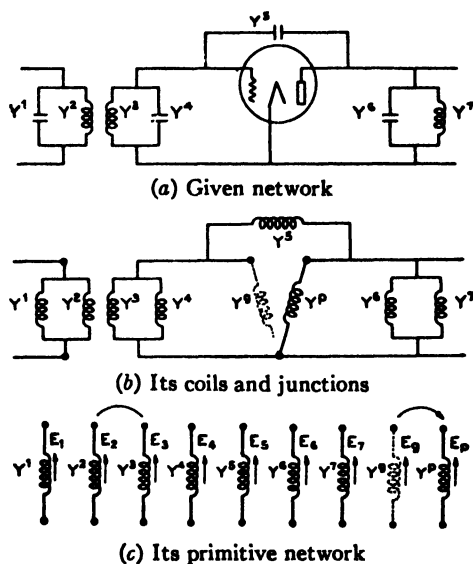 Y⁵
Y¹ Y² Y³ Y⁴ Y⁶ Y⁷
(a) Given network
Y⁵
Y¹ Y² Y³ Y⁴ Yᵍ Yᵖ Y⁶ Y⁷
(b) Its coils and junctions
E₁ E₂ E₃ E₄ E₅ E₆ E₇ E_g E_p
Y¹ Y² Y³ Y⁴ Y⁵ Y⁶ Y⁷ Yᵍ Yᵖ
(c) Its primitive network